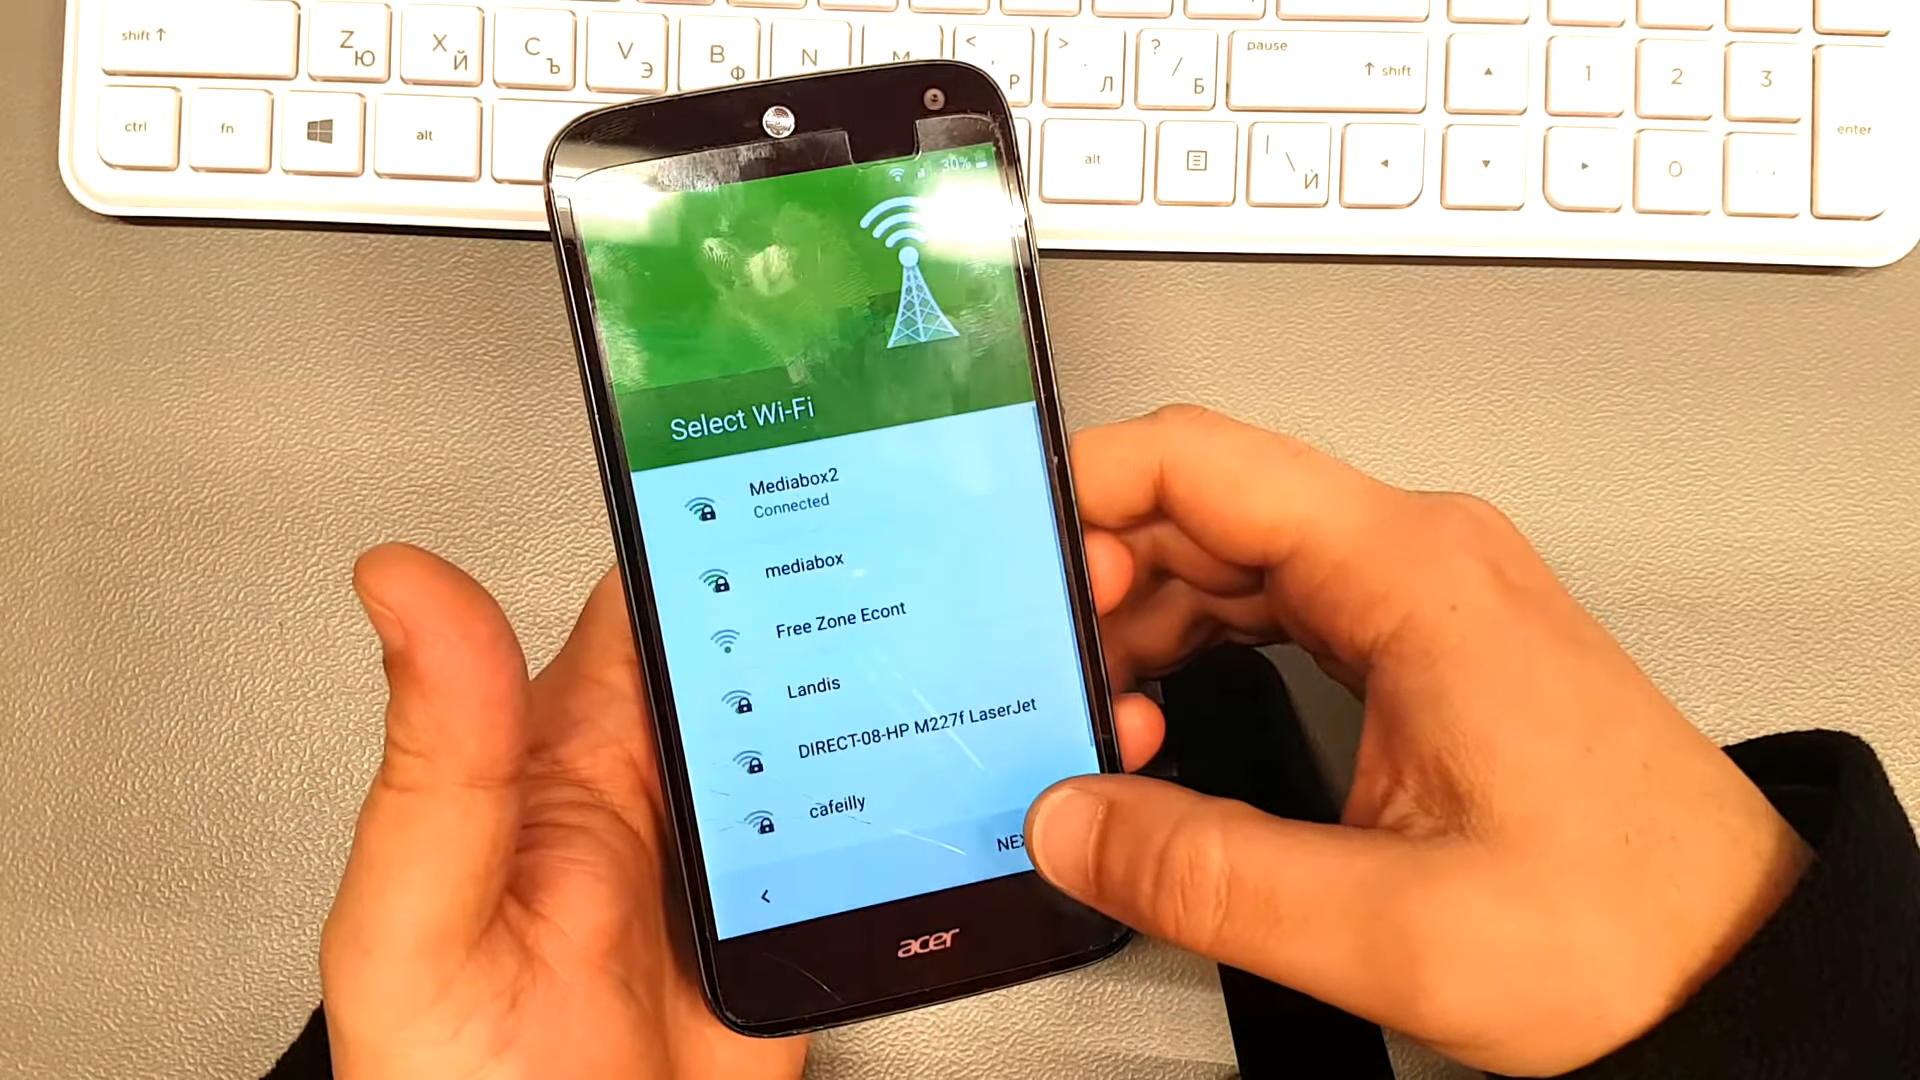 shift ↑
Z Ю
X Й
C Ъ
V Э
B Ф
N
M
< Р
> . Л
? / Б
pause
↑ shift
▲
1
2
3
ctrl
fn
alt
alt
| \ Ѝ
◄
▼
►
0
enter
30%
Select Wi-Fi
Mediabox2
Connected
mediabox
Free Zone Econt
Landis
DIRECT-08-HP M227f LaserJet
cafeilly
<
acer